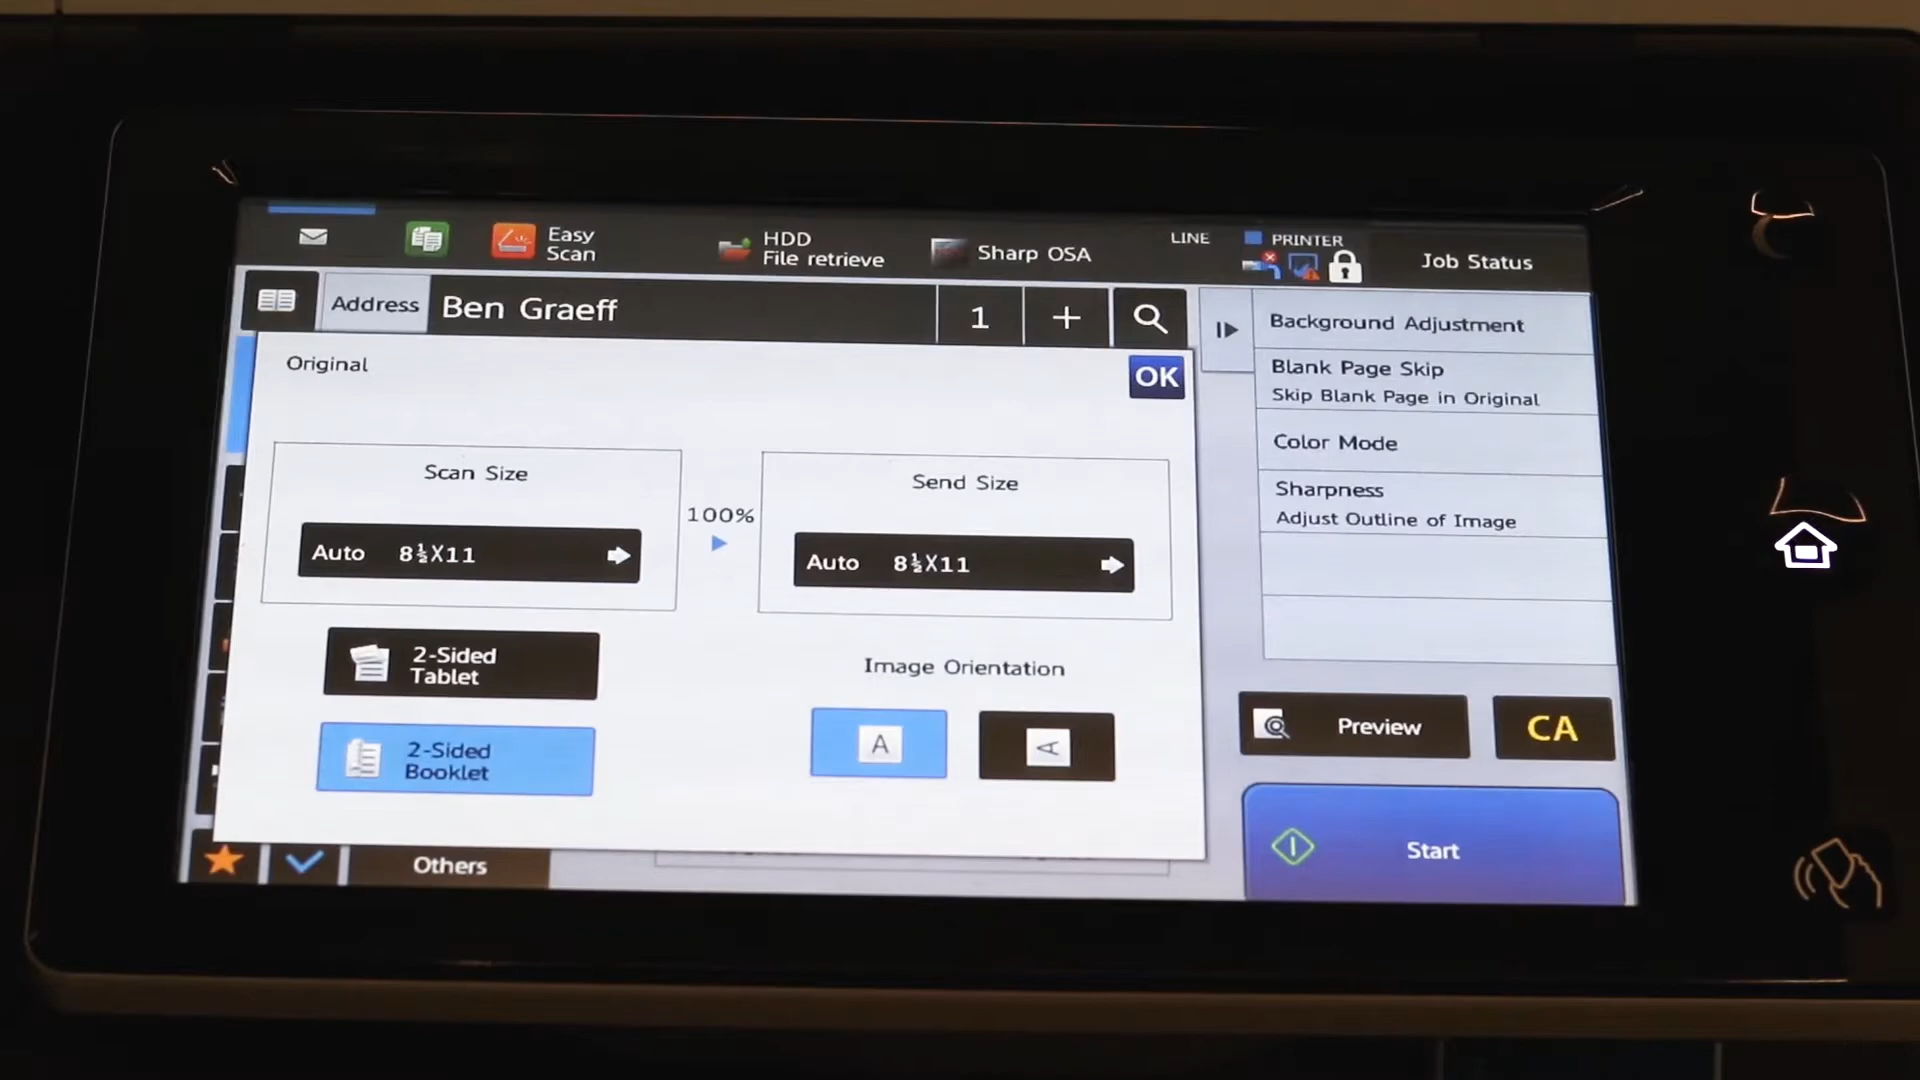 Easy
Scan
HDD
File retrieve
Sharp OSA
LINE
PRINTER
Job Status
Address
Ben Graeff
1
+
Original
OK
Scan Size
Auto 8½X11
100%
Send Size
Auto 8½X11
2-Sided
Tablet
2-Sided
Booklet
Image Orientation
A
A
Background Adjustment
Blank Page Skip
Skip Blank Page in Original
Color Mode
Sharpness
Adjust Outline of Image
Preview
CA
Start
Others